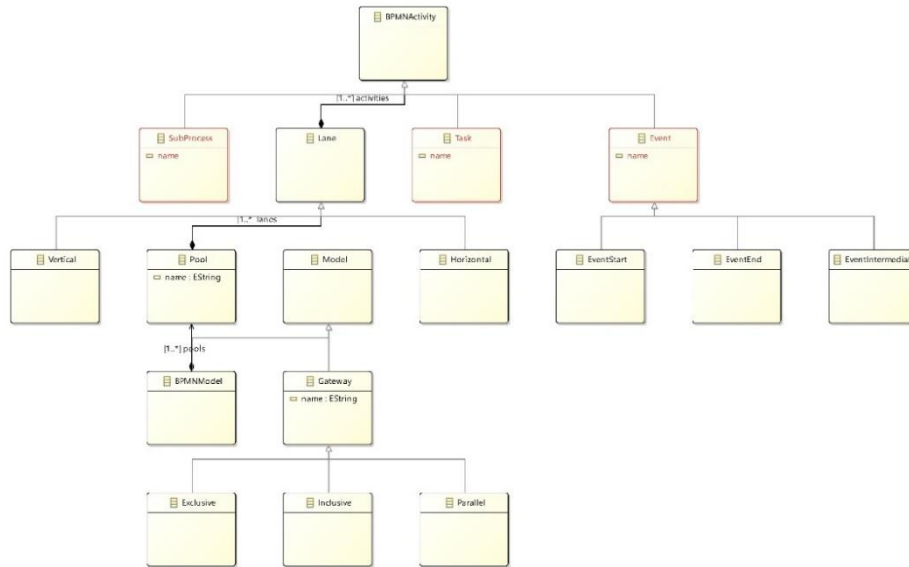 BPMNActivity
[1..*] activities
SubProcess
name
Lane
Task
name
Event
name
[1..*] lanes
Vertical
Pool
name : EString
Model
Horizontal
EventStart
EventEnd
EventIntermediat
[1..*] pools
BPMNModel
Gateway
name : EString
Exclusive
Inclusive
Parallel